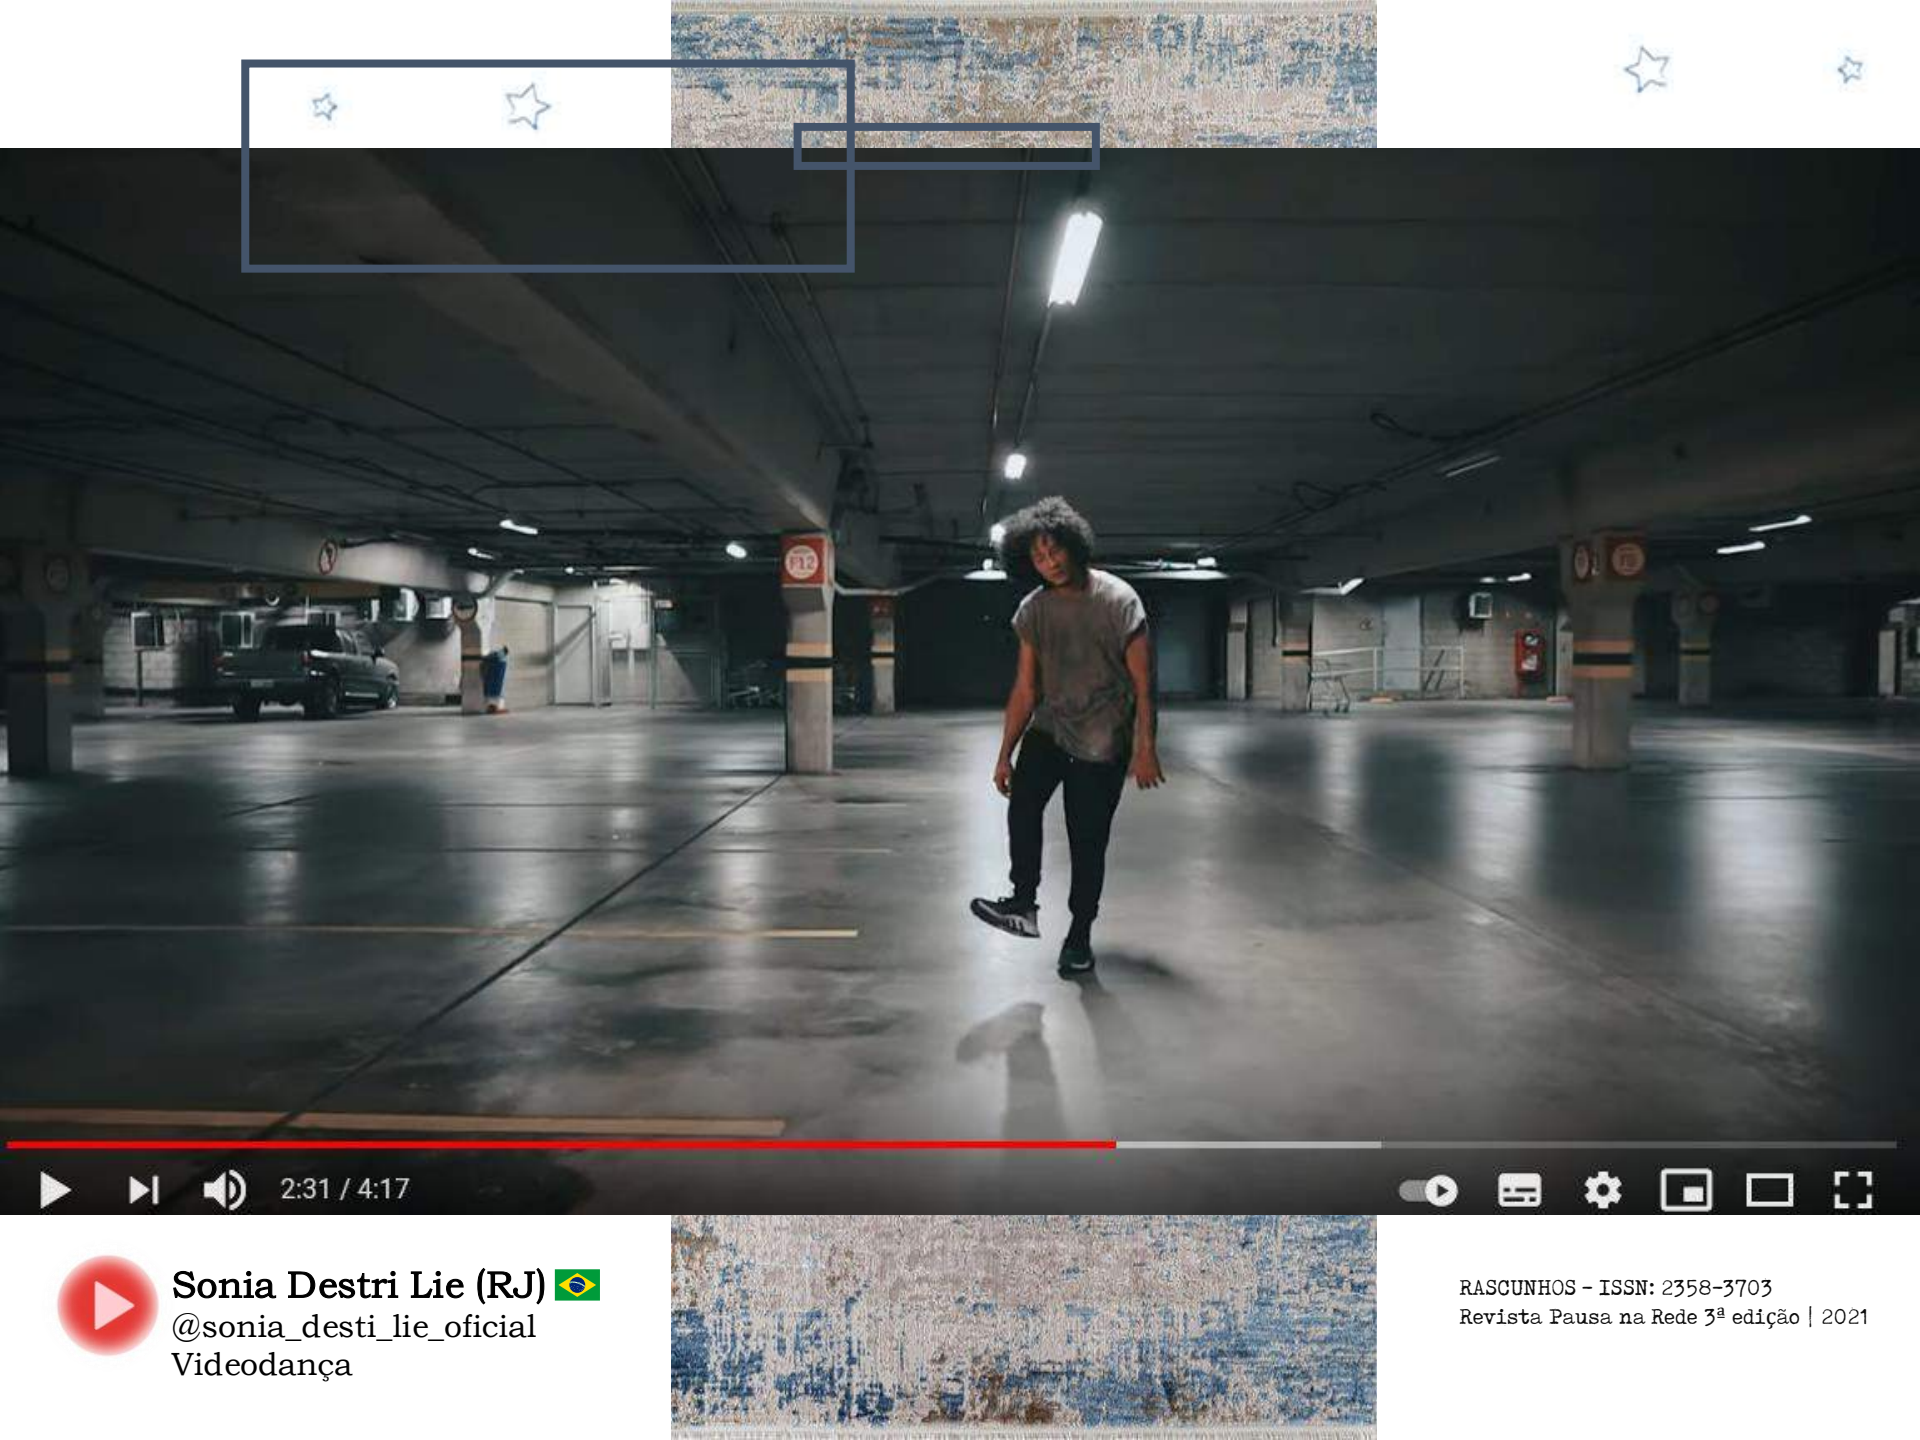 F12
2:31 / 4:17
Sonia Destri Lie (RJ)
@sonia_desti_lie_oficial
Videodança
RASCUNHOS - ISSN: 2358-3703
Revista Pausa na Rede 3ª edição | 2021